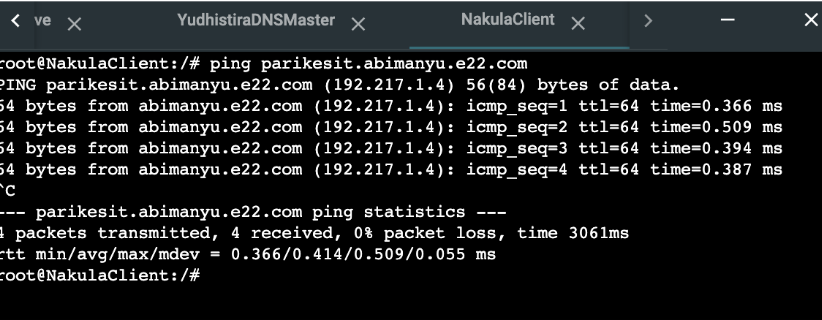 ve YudhistiraDNSMaster NakulaClient
root@NakulaClient:/# ping parikesit.abimanyu.e22.com
PING parikesit.abimanyu.e22.com (192.217.1.4) 56(84) bytes of data.
64 bytes from abimanyu.e22.com (192.217.1.4): icmp_seq=1 ttl=64 time=0.366 ms
64 bytes from abimanyu.e22.com (192.217.1.4): icmp_seq=2 ttl=64 time=0.509 ms
64 bytes from abimanyu.e22.com (192.217.1.4): icmp_seq=3 ttl=64 time=0.394 ms
64 bytes from abimanyu.e22.com (192.217.1.4): icmp_seq=4 ttl=64 time=0.387 ms
^C
--- parikesit.abimanyu.e22.com ping statistics ---
4 packets transmitted, 4 received, 0% packet loss, time 3061ms
rtt min/avg/max/mdev = 0.366/0.414/0.509/0.055 ms
root@NakulaClient:/#